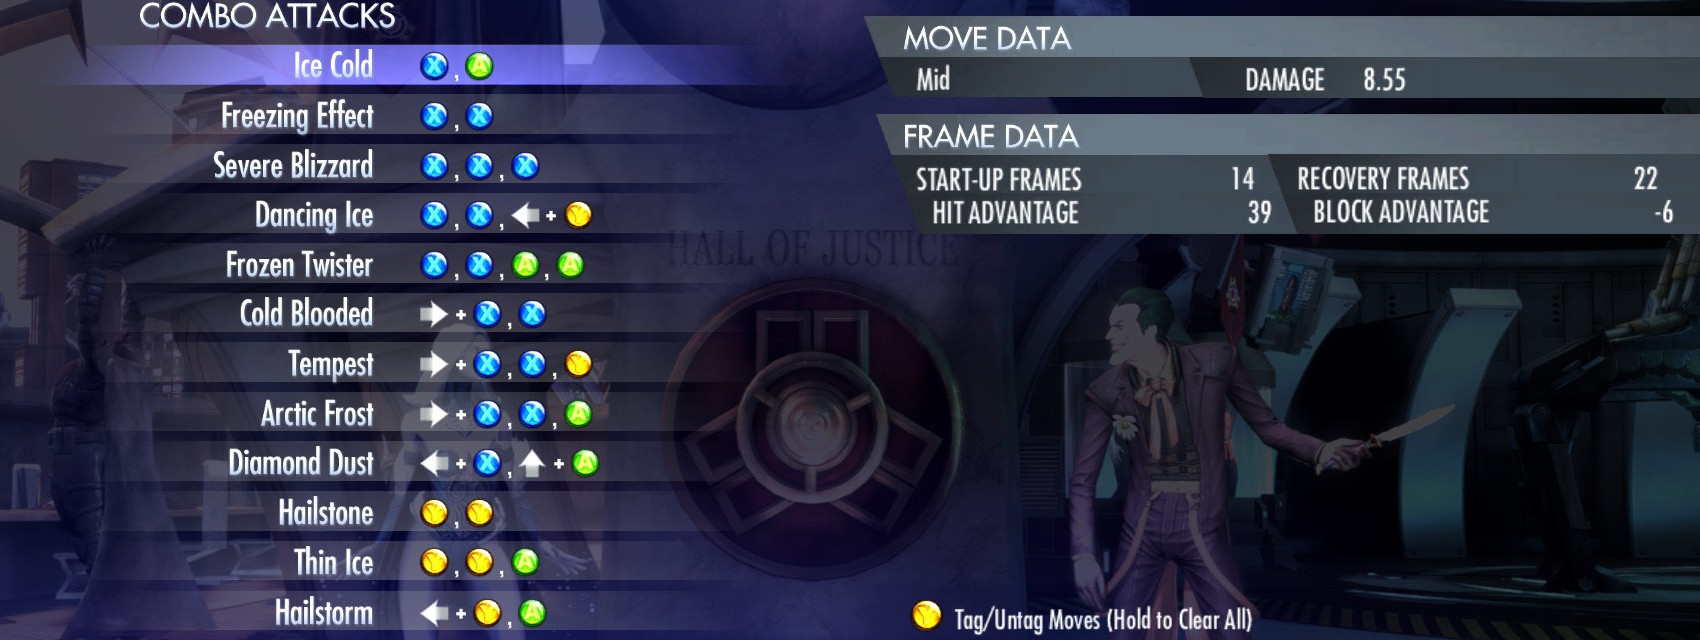 COMBO ATTACKS
Ice Cold X , A
Freezing Effect X , X
Severe Blizzard X , X , X
Dancing Ice X , X , ← + Y
Frozen Twister X , X , A , A
Cold Blooded → + X , X
Tempest → + X , X , Y
Arctic Frost → + X , X , A
Diamond Dust ← + X , ↑ + A
Hailstone Y , Y
Thin Ice Y , Y , A
Hailstorm ← + Y , A
HALL OF JUSTICE
MOVE DATA
Mid DAMAGE 8.55
FRAME DATA
START-UP FRAMES 14 RECOVERY FRAMES 22
HIT ADVANTAGE 39 BLOCK ADVANTAGE -6
Y Tag/Untag Moves (Hold to Clear All)